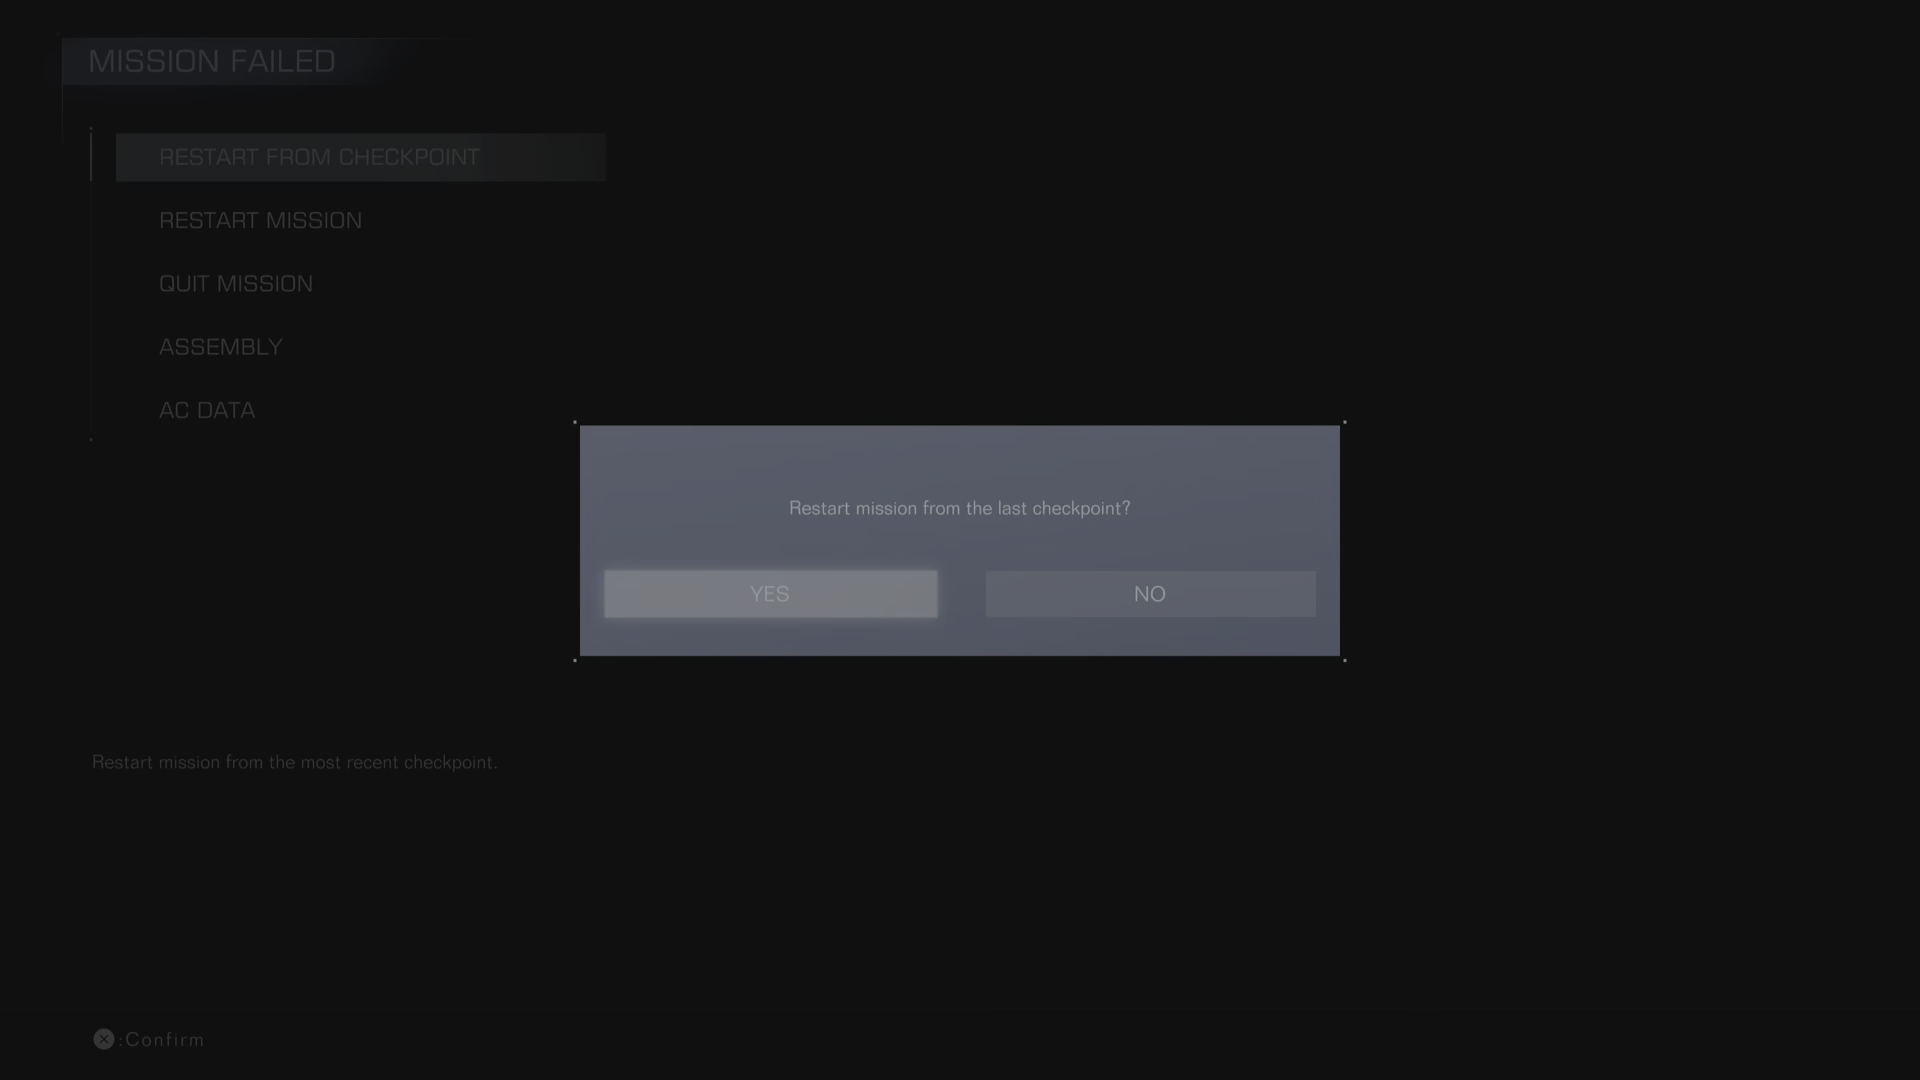 MISSION FAILED
RESTART FROM CHECKPOINT
RESTART MISSION
QUIT MISSION
ASSEMBLY
AC DATA
Restart mission from the last checkpoint?
YES
NO
Restart mission from the most recent checkpoint.
:Confirm